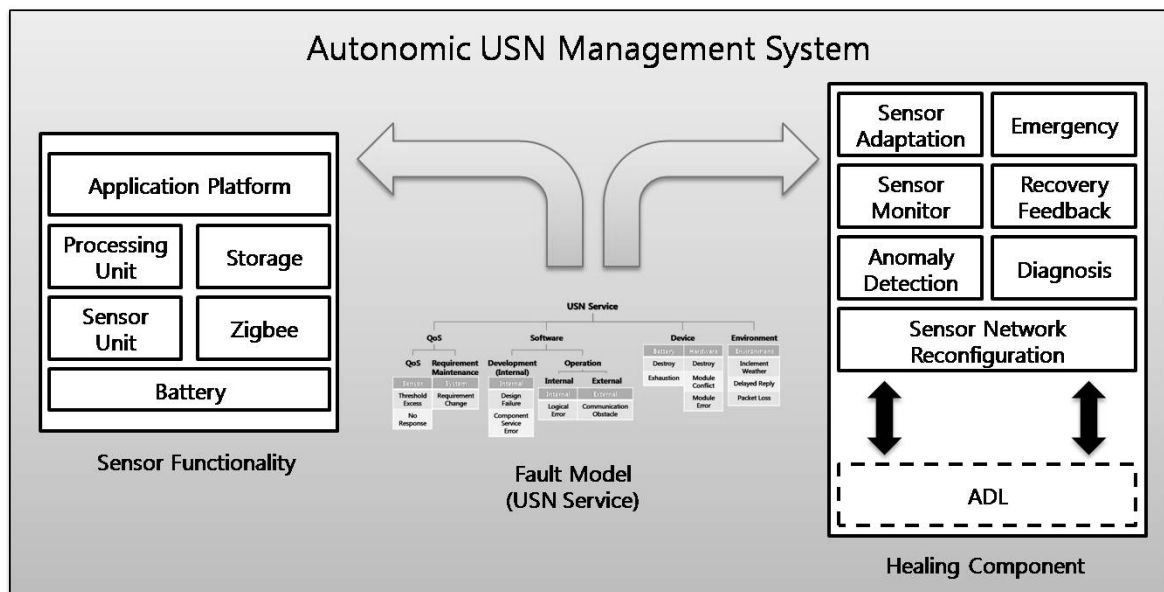 Autonomic USN Management System
Application Platform
Processing
Unit
Storage
Sensor
Unit
Zigbee
Battery
Sensor Functionality
USN Service
QoS
Software
Device
Environment
QoS
Requirement
Maintenance
Development
(Internal)
Operation
Internal
External
Sensor
System
Internal
Internal
External
Battery
Hardware
Environment
Threshold
Excess
Requirement
Change
No
Response
Design
Failure
Component
Service
Error
Logical
Error
Communication
Obstacle
Destroy
Destroy
Exhaustion
Module
Conflict
Module
Error
Inclement
Weather
Delayed Reply
Packet Loss
Fault Model
(USN Service)
Sensor
Adaptation
Emergency
Sensor
Monitor
Recovery
Feedback
Anomaly
Detection
Diagnosis
Sensor Network
Reconfiguration
ADL
Healing Component